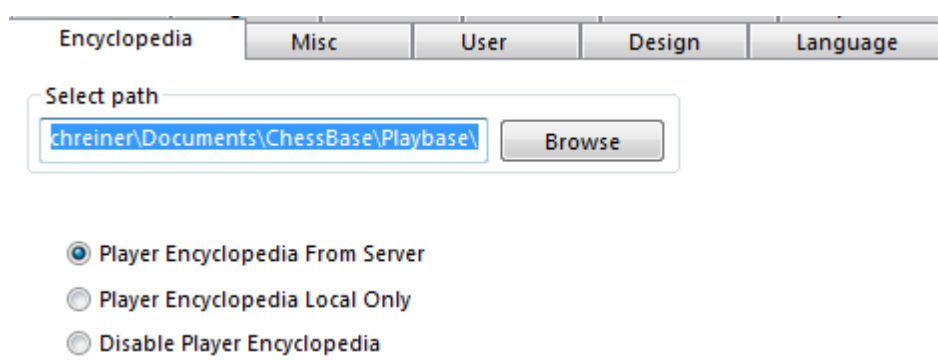 Encyclopedia Misc User Design Language
Select path
chreiner\Documents\ChessBase\Playbase\ Browse
Player Encyclopedia From Server
Player Encyclopedia Local Only
Disable Player Encyclopedia